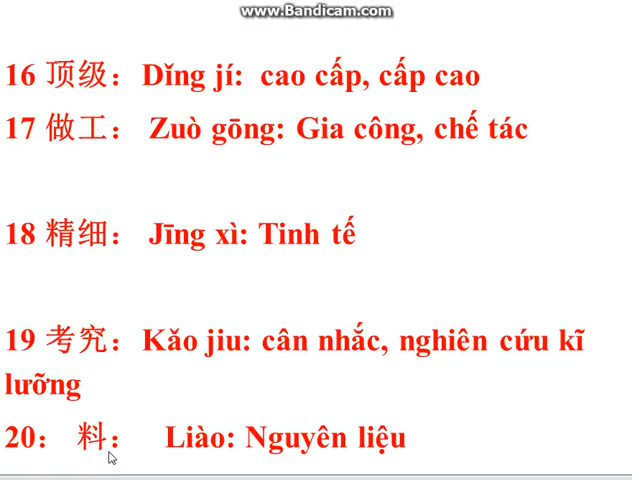 www.Bandicam.com
16 顶级： Dǐng jí: cao cấp, cấp cao
17 做工： Zuò gōng: Gia công, chế tác
18 精细： Jīng xì: Tinh tế
19 考究： Kǎo jiu: cân nhắc, nghiên cứu kĩ
lưỡng
20： 料： Liào: Nguyên liệu